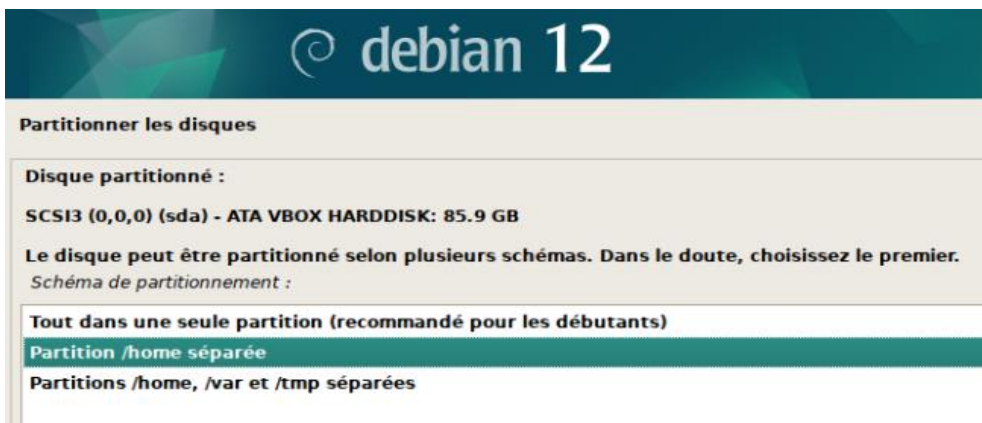 debian 12
Partitionner les disques
Disque partitionné :
SCSI3 (0,0,0) (sda) - ATA VBOX HARDDISK: 85.9 GB
Le disque peut être partitionné selon plusieurs schémas. Dans le doute, choisissez le premier.
Schéma de partitionnement :
Tout dans une seule partition (recommandé pour les débutants)
Partition /home séparée
Partitions /home, /var et /tmp séparées